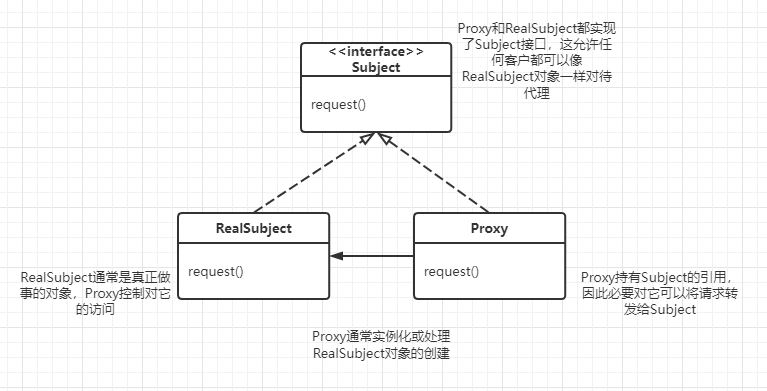 Proxy和RealSubject都实现
了Subject接口，这允许任
何客户都可以像
RealSubject对象一样对待
代理
<<interface>>
Subject
request()
RealSubject
request()
Proxy
request()
RealSubject通常是真正做
事的对象，Proxy控制对它
的访问
Proxy持有Subject的引用，
因此必要对它可以将请求转
发给Subject
Proxy通常实例化或处理
RealSubject对象的创建